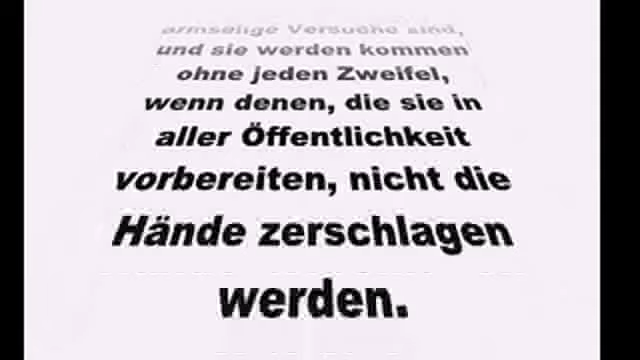 armselige Versuche sind,
und sie werden kommen
ohne jeden Zweifel,
wenn denen, die sie in
aller Öffentlichkeit
vorbereiten, nicht die
Hände zerschlagen
werden.